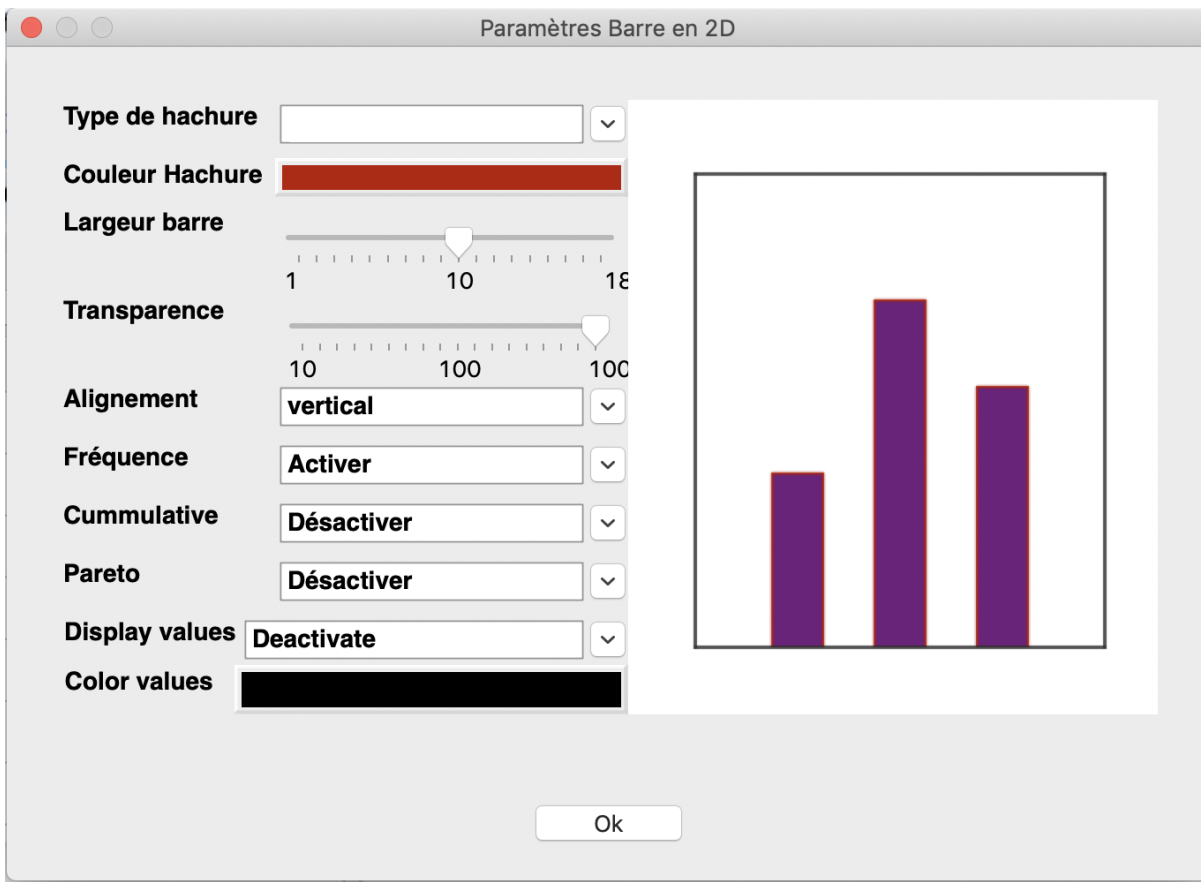 Paramètres Barre en 2D
Type de hachure
Couleur Hachure
Largeur barre
1 10 18
Transparence
10 100 100
Alignement vertical
Fréquence Activer
Cummulative Désactiver
Pareto Désactiver
Display values Deactivate
Color values
Ok